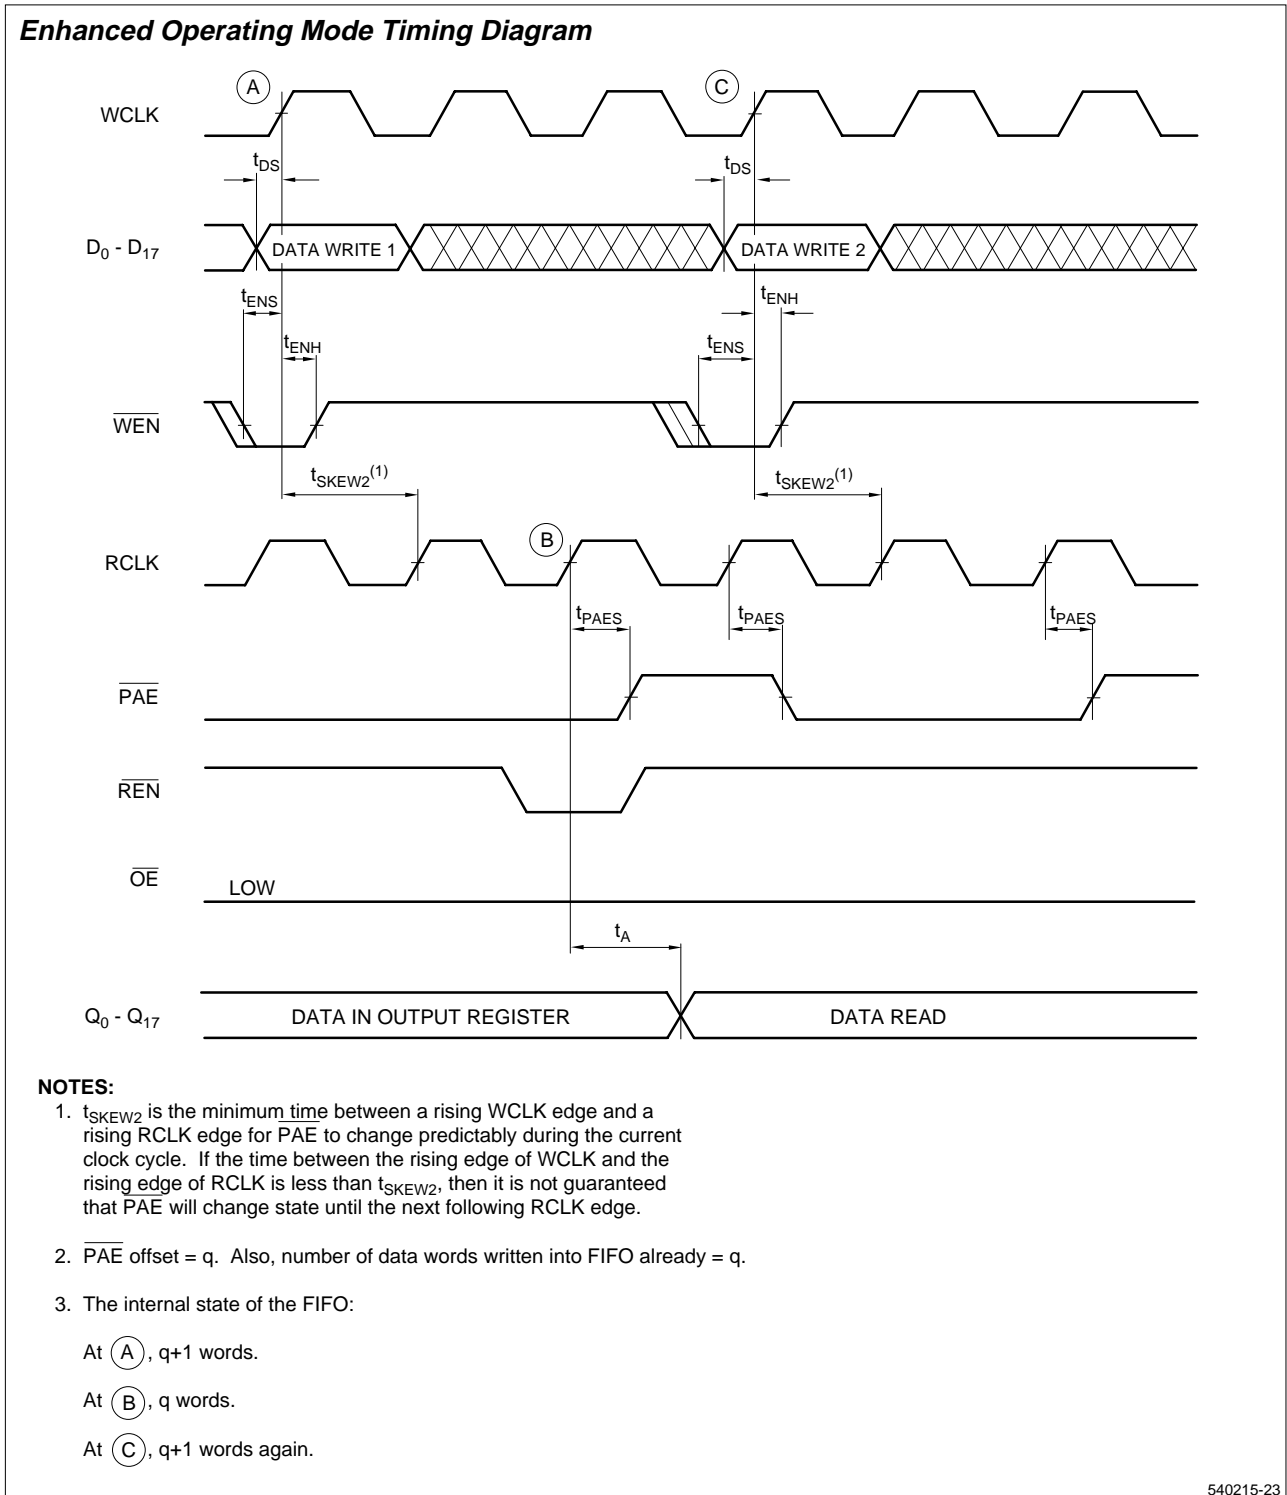 Enhanced Operating Mode Timing Diagram
A
C
WCLK
tDS
tDS
D0 - D17
DATA WRITE 1
DATA WRITE 2
tENS
tENH
tENH
tENS
WEN
tSKEW2(1)
tSKEW2(1)
B
RCLK
tPAES
tPAES
tPAES
PAE
REN
OE
LOW
tA
Q0 - Q17
DATA IN OUTPUT REGISTER
DATA READ
NOTES:
1. tSKEW2 is the minimum time between a rising WCLK edge and a
rising RCLK edge for PAE to change predictably during the current
clock cycle. If the time between the rising edge of WCLK and the
rising edge of RCLK is less than tSKEW2, then it is not guaranteed
that PAE will change state until the next following RCLK edge.
2. PAE offset = q. Also, number of data words written into FIFO already = q.
3. The internal state of the FIFO:
At A, q+1 words.
At B, q words.
At C, q+1 words again.
540215-23